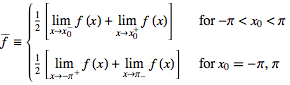 f̄ ≡ { ½ [ lim_{x→x₀⁻} f (x) + lim_{x→x₀⁺} f (x) ] for −π < x₀ < π
½ [ lim_{x→−π⁺} f (x) + lim_{x→π₋} f (x) ] for x₀ = −π, π